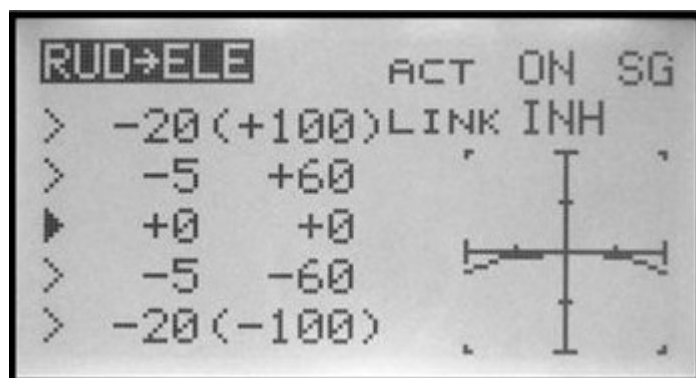 RUD→ELE ACT ON SG
> -20(+100) LINK INH
> -5 +60
▶ +0 +0
> -5 -60
> -20(-100)